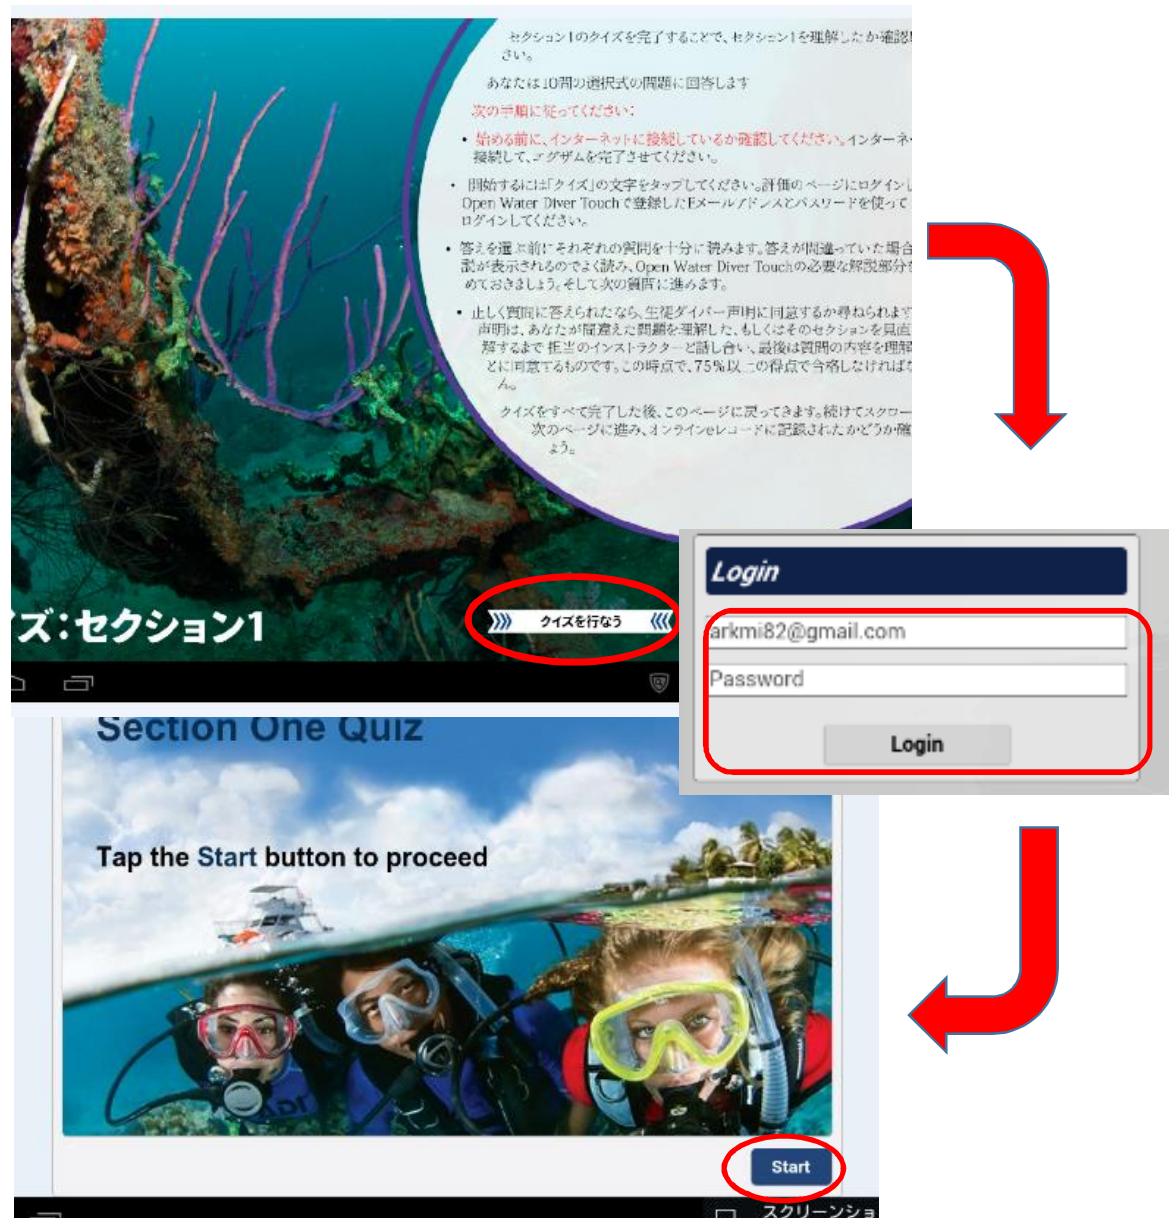 セクション1のクイズを完了することで、セクション1を理解したか確認
さい。
あなたは10問の選択式の問題に回答します
次の手順に従ってください:
• 始める前に、インターネットに接続しているか確認してください。インターネ
接続して、エグザムを完了させてください。
• 開始するには「クイズ」の文字をタップしてください。評価のページにログインし
Open Water Diver Touchで登録したEメールアドレスとパスワードを使って
ログインしてください。
• 答えを選ぶ前にそれぞれの質問を十分に読みます。答えが間違っていた場合
説が表示されるのでよく読み、Open Water Diver Touchの必要な解説部分を
めておきましょう。そして次の質問に進みます。
• 正しく質問に答えられたなら、生徒ダイバー声明に同意するか尋ねられます
声明は、あなたが間違えた問題を理解した、もしくはそのセクションを見直
解するまで 担当のインストラクターと話し合い、最後は質問の内容を理解
とに同意するものです。この時点で、75%以上の得点で合格しなければな
ん。
クイズをすべて完了した後、このページに戻ってきます。続けてスクロー
次のページに進み、オンラインeレコードに記録されたかどうか確
ょう。
ズ:セクション1
クイズを行なう
Login
arkmi82@gmail.com
Password
Login
Section One Quiz
Tap the Start button to proceed
Start
スクリーンショ